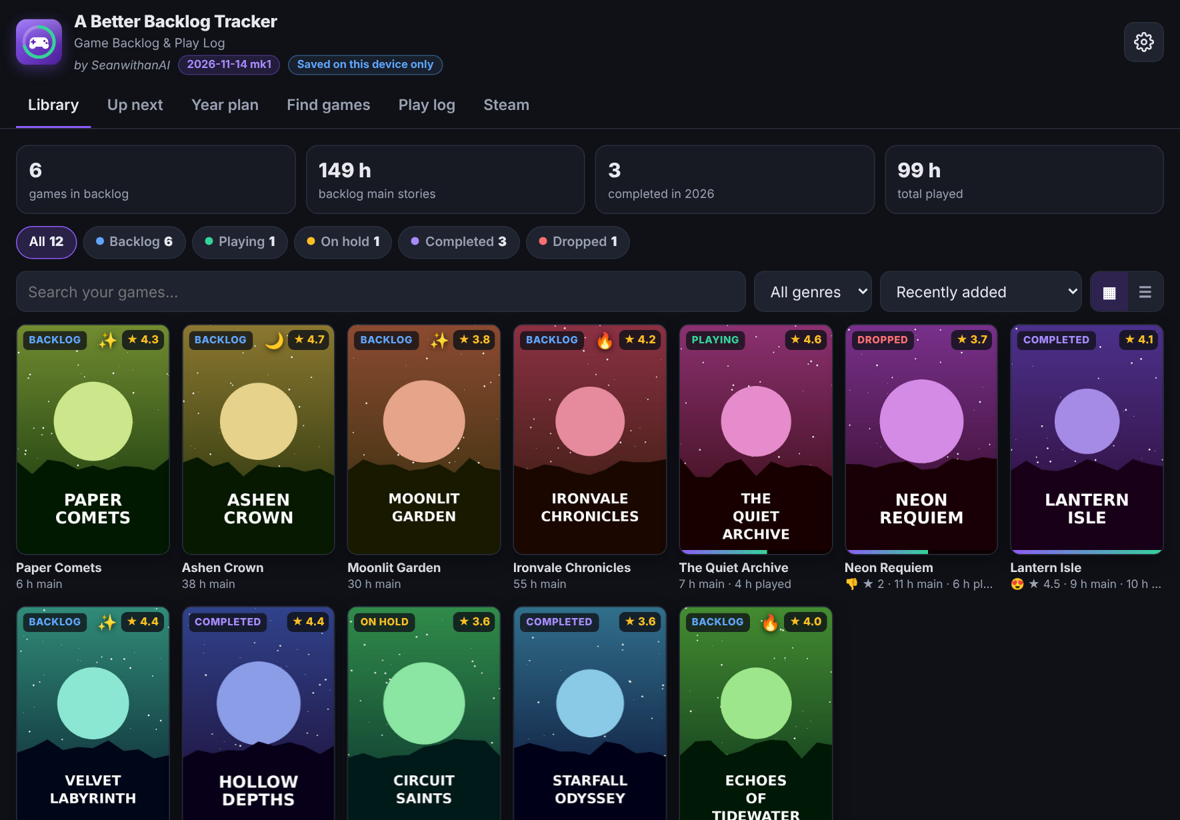 A Better Backlog Tracker
Game Backlog & Play Log
by SeanwithanAI 2026-11-14 mk1 Saved on this device only
Library Up next Year plan Find games Play log Steam
6 149 h 3 99 h
games in backlog backlog main stories completed in 2026 total played
All 12 Backlog 6 Playing 1 On hold 1 Completed 3 Dropped 1
Search your games... All genres Recently added
BACKLOG ★ 4.3
PAPER
COMETS
Paper Comets
6 h main
BACKLOG ★ 4.7
ASHEN
CROWN
Ashen Crown
38 h main
BACKLOG ★ 3.8
MOONLIT
GARDEN
Moonlit Garden
30 h main
BACKLOG ★ 4.2
IRONVALE
CHRONICLES
Ironvale Chronicles
55 h main
PLAYING ★ 4.6
THE
QUIET
ARCHIVE
The Quiet Archive
7 h main · 4 h played
DROPPED ★ 3.7
NEON
REQUIEM
Neon Requiem
👎 ★ 2 · 11 h main · 6 h pl...
COMPLETED ★ 4.1
LANTERN
ISLE
Lantern Isle
😍 ★ 4.5 · 9 h main · 10 h ...
BACKLOG ★ 4.4
VELVET
LABYRINTH
COMPLETED ★ 4.4
HOLLOW
DEPTHS
ON HOLD ★ 3.6
CIRCUIT
SAINTS
COMPLETED ★ 3.6
STARFALL
ODYSSEY
BACKLOG ★ 4.0
ECHOES
OF
TIDEWATER